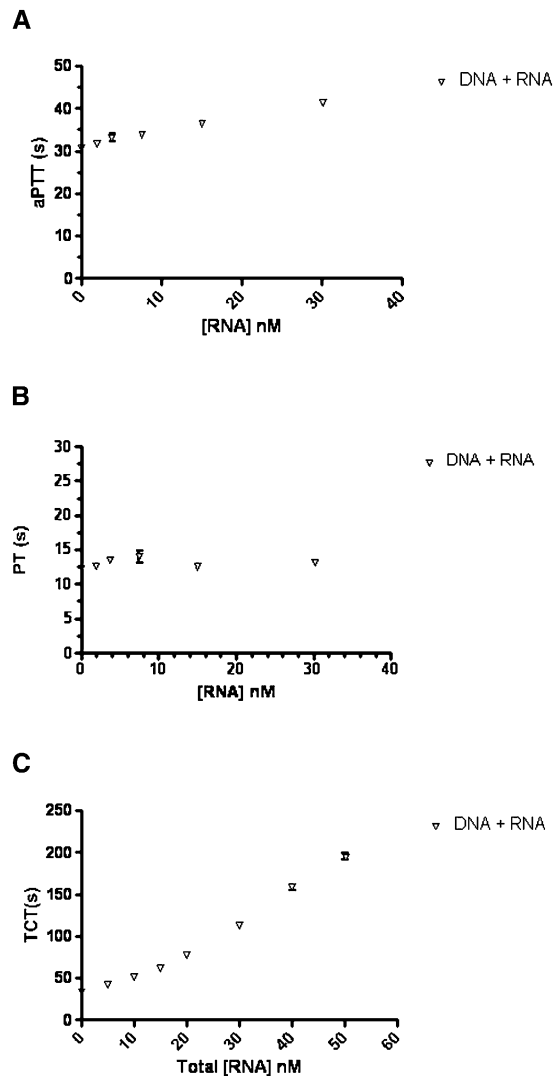 A
50
40
30
20
10
0
aPTT (s)
0 10 20 30 40
[RNA] nM
DNA + RNA
B
30
25
20
15
10
5
0
PT (s)
0 10 20 30 40
[RNA] nM
DNA + RNA
C
250
200
150
100
50
0
TCT(s)
0 10 20 30 40 50 60
Total [RNA] nM
DNA + RNA